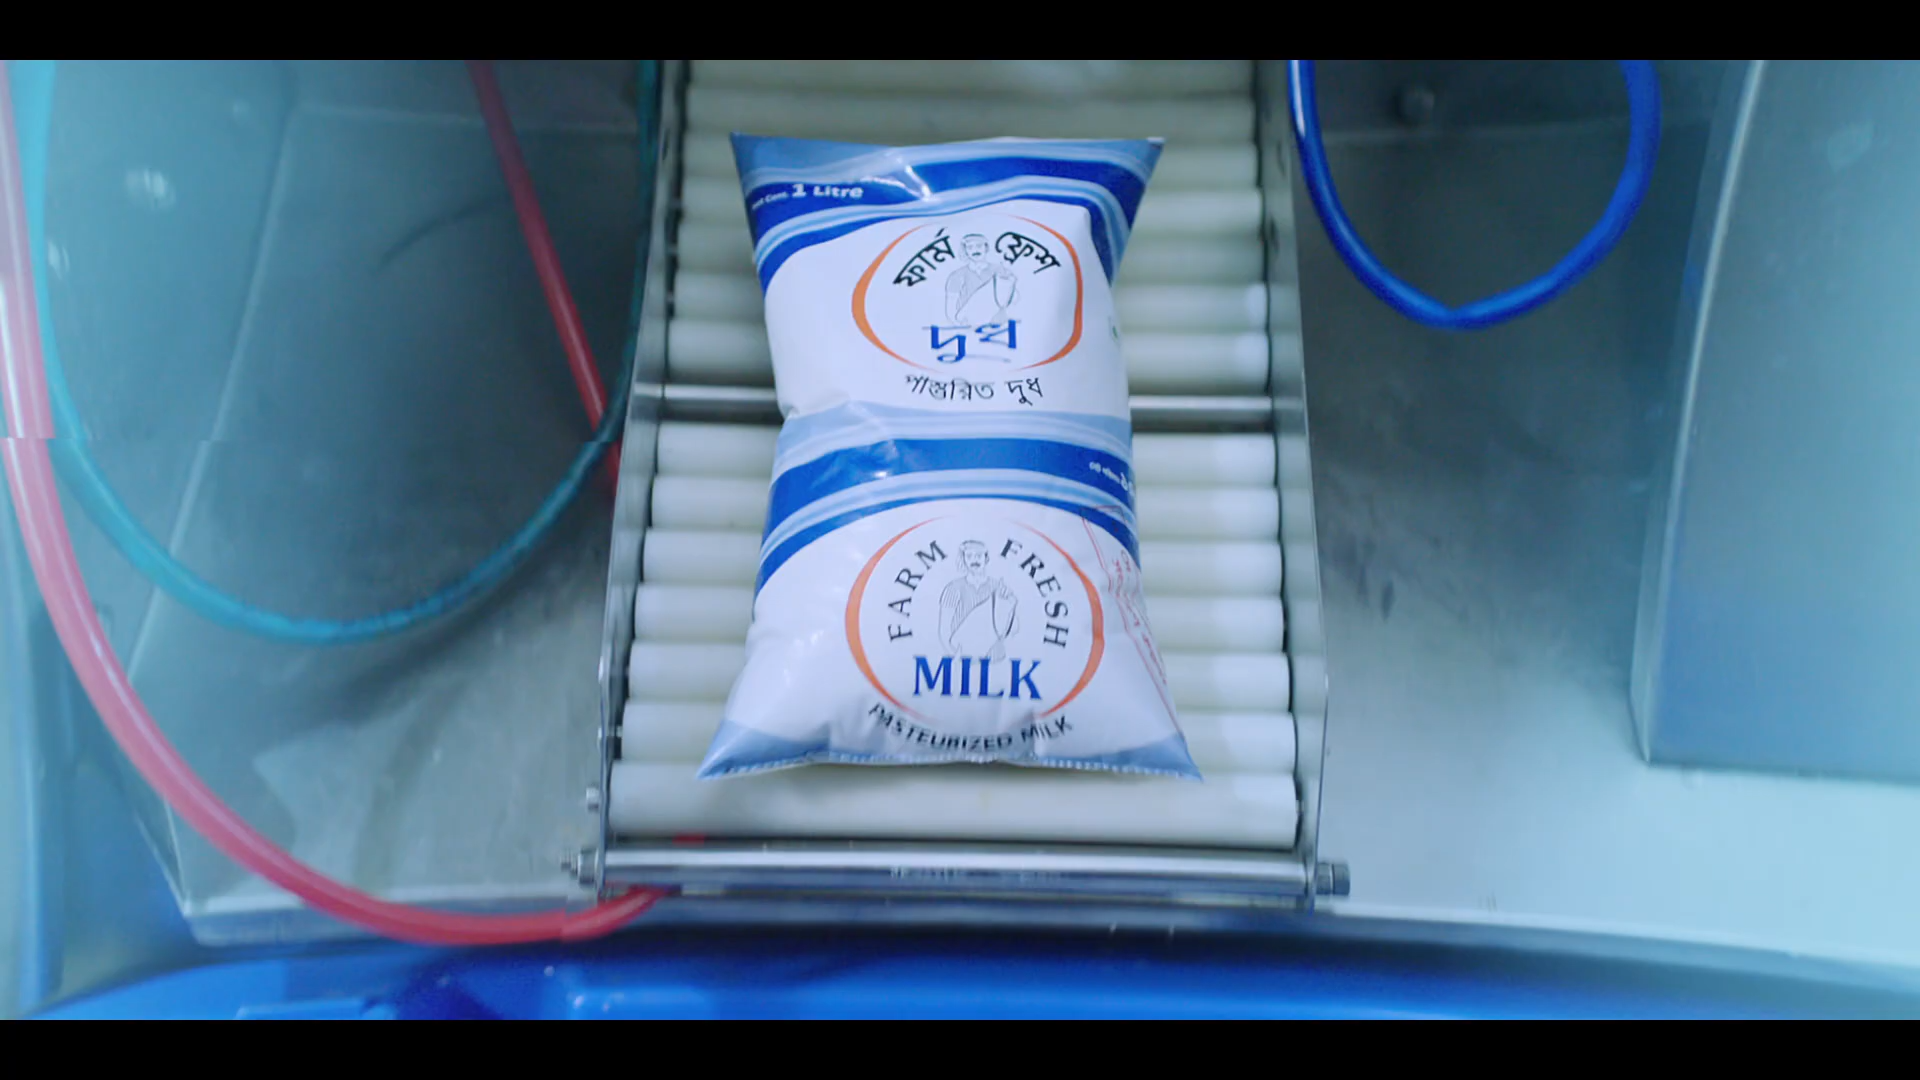 1 Litre
ফার্ম ফ্রেশ
দুধ
পাস্তুরিত দুধ
FARM FRESH
MILK
PASTEURIZED MILK